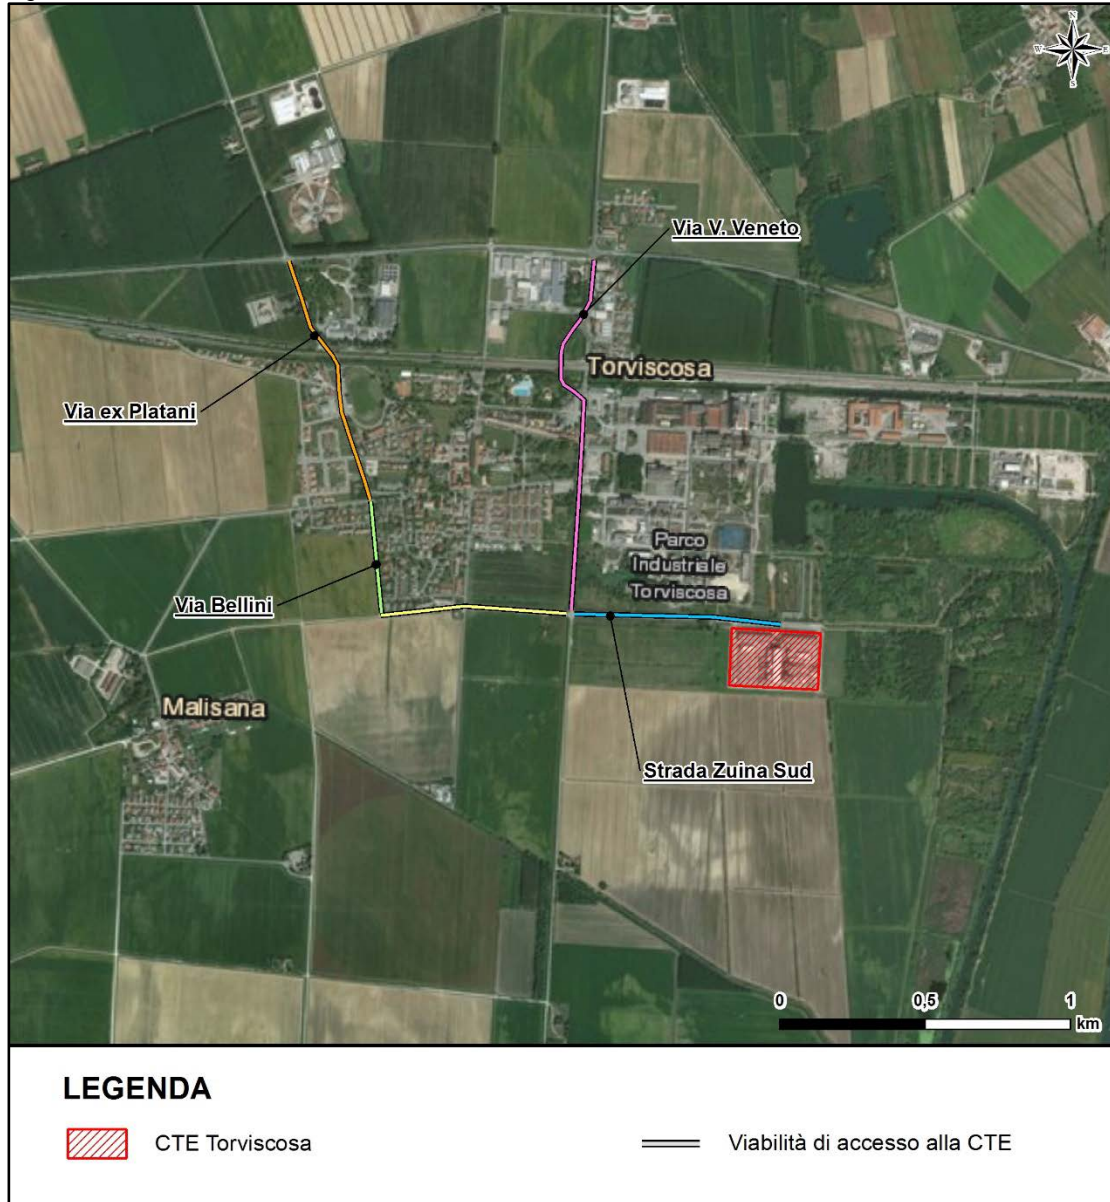 N
W E
S
Via V. Veneto
Torviscosa
Via ex Platani
Parco
Industriale
Torviscosa
Via Bellini
Malisana
Strada Zuina Sud
0 0,5 1
km
LEGENDA
CTE Torviscosa
Viabilità di accesso alla CTE